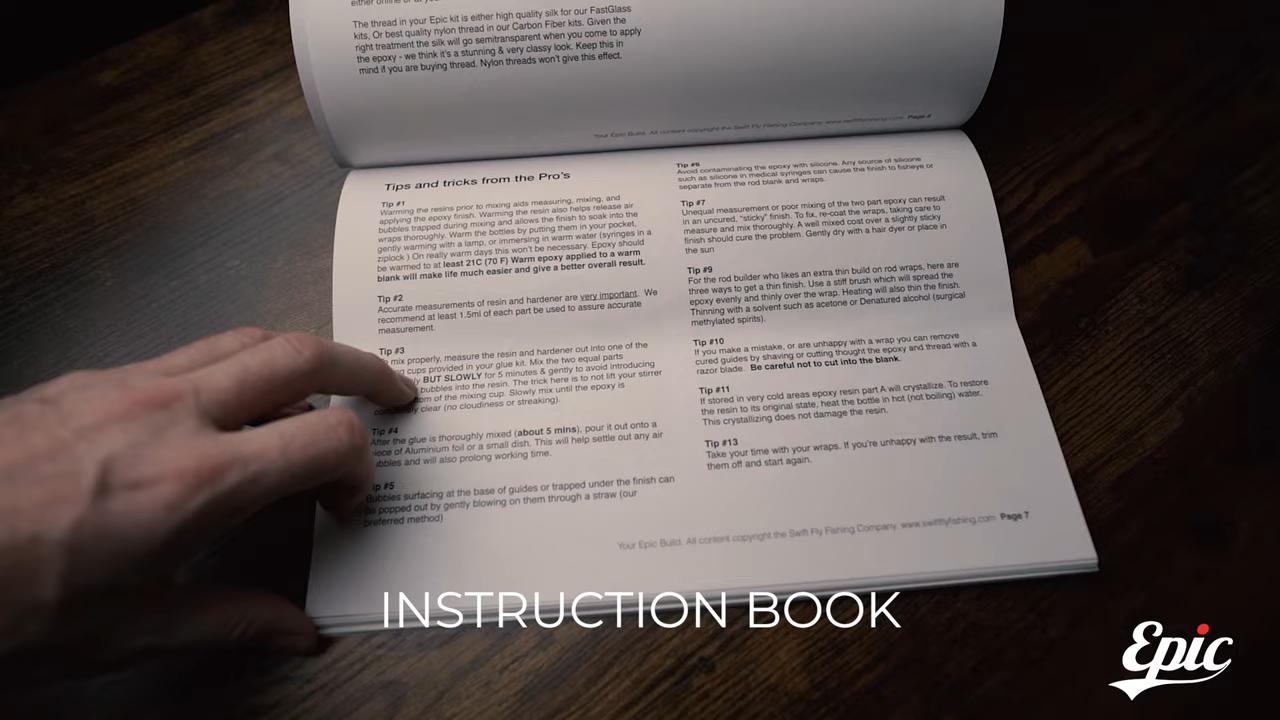 The thread in your Epic kit is either high quality silk for our FastGlass
kits, Or best quality nylon thread in our Carbon Fiber kits. Given the
right treatment the silk will go semitransparent when you come to apply
the epoxy - we think it's a stunning & very classy look. Keep this in
mind if you are buying thread. Nylon threads won't give this effect.
Your Epic Build. All content copyright the Swift Fly Fishing Company. www.swiftflyfishing.com Page 6
Tips and tricks from the Pro's
Tip #1
Warming the resins prior to mixing aids measuring, mixing, and
applying the epoxy finish. Warming the resin also helps release air
bubbles trapped during mixing and allows the finish to soak into the
wraps thoroughly. Warm the bottles by putting them in your pocket,
gently warming with a lamp, or immersing in warm water (syringes in a
ziplock ) On really warm days this won't be necessary. Epoxy should
be warmed to at least 21C (70 F) Warm epoxy applied to a warm
blank will make life much easier and give a better overall result.
Tip #2
Accurate measurements of resin and hardener are very important. We
recommend at least 1.5ml of each part be used to assure accurate
measurement.
Tip #3
mix properly, measure the resin and hardener out into one of the
cups provided in your glue kit. Mix the two equal parts
BUT SLOWLY for 5 minutes & gently to avoid introducing
bubbles into the resin. The trick here is to not lift your stirrer
of the mixing cup. Slowly mix until the epoxy is
clear (no cloudiness or streaking).
Tip #4
After the glue is thoroughly mixed (about 5 mins), pour it out onto a
of Aluminium foil or a small dish. This will help settle out any air
and will also prolong working time.
#5
Bubbles surfacing at the base of guides or trapped under the finish can
popped out by gently blowing on them through a straw (our
preferred method)
Tip #6
Avoid contaminating the epoxy with silicone. Any source of silicone
such as silicone in medical syringes can cause the finish to fisheye or
separate from the rod blank and wraps.
Tip #7
Unequal measurement or poor mixing of the two part epoxy can result
in an uncured, "sticky" finish. To fix, re-coat the wraps, taking care to
measure and mix thoroughly. A well mixed coat over a slightly sticky
finish should cure the problem. Gently dry with a hair dyer or place in
the sun
Tip #9
For the rod builder who likes an extra thin build on rod wraps, here are
three ways to get a thin finish. Use a stiff brush which will spread the
epoxy evenly and thinly over the wrap. Heating will also thin the finish.
Thinning with a solvent such as acetone or Denatured alcohol (surgical
methylated spirits).
Tip #10
If you make a mistake, or are unhappy with a wrap you can remove
cured guides by shaving or cutting thought the epoxy and thread with a
razor blade. Be careful not to cut into the blank.
Tip #11
If stored in very cold areas epoxy resin part A will crystallize. To restore
the resin to its original state, heat the bottle in hot (not boiling) water.
This crystallizing does not damage the resin.
Tip #13
Take your time with your wraps. If you're unhappy with the result, trim
them off and start again.
Your Epic Build. All content copyright the Swift Fly Fishing Company. www.swiftflyfishing.com Page 7
INSTRUCTION BOOK
Epic